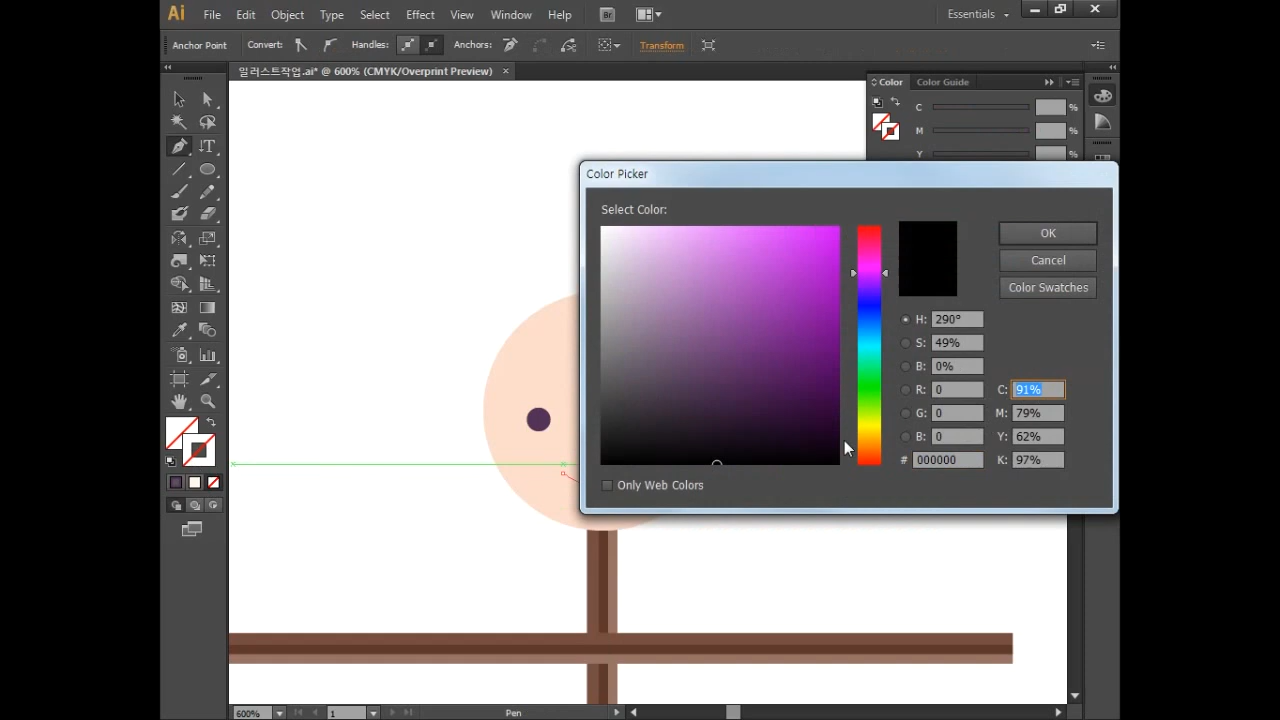 Ai File Edit Object Type Select Effect View Window Help Br Essentials
Anchor Point Convert: Handles: Anchors: Transform
일러스트작업.ai* @ 600% (CMYK/Overprint Preview) ×
Color Color Guide
C %
M %
Y %
Color Picker
Select Color:
OK
Cancel
Color Swatches
H: 290°
S: 49%
B: 0%
R: 0 C: 91%
G: 0 M: 79%
B: 0 Y: 62%
# 000000 K: 97%
Only Web Colors
600% 1 Pen